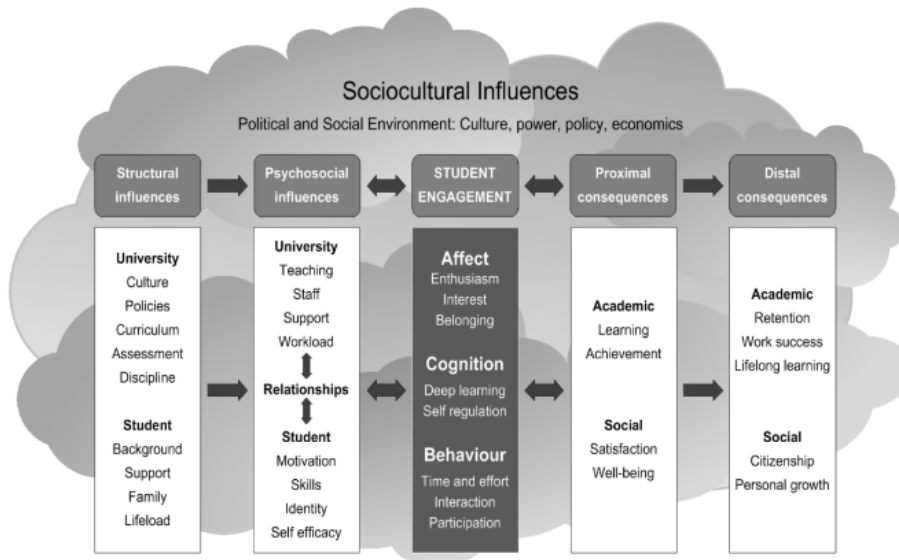 Sociocultural Influences
Political and Social Environment: Culture, power, policy, economics
Structural
influences
Psychosocial
influences
STUDENT
ENGAGEMENT
Proximal
consequences
Distal
consequences
University
Culture
Policies
Curriculum
Assessment
Discipline
Student
Background
Support
Family
Lifeload
University
Teaching
Staff
Support
Workload
Relationships
Student
Motivation
Skills
Identity
Self efficacy
Affect
Enthusiasm
Interest
Belonging
Cognition
Deep learning
Self regulation
Behaviour
Time and effort
Interaction
Participation
Academic
Learning
Achievement
Social
Satisfaction
Well-being
Academic
Retention
Work success
Lifelong learning
Social
Citizenship
Personal growth